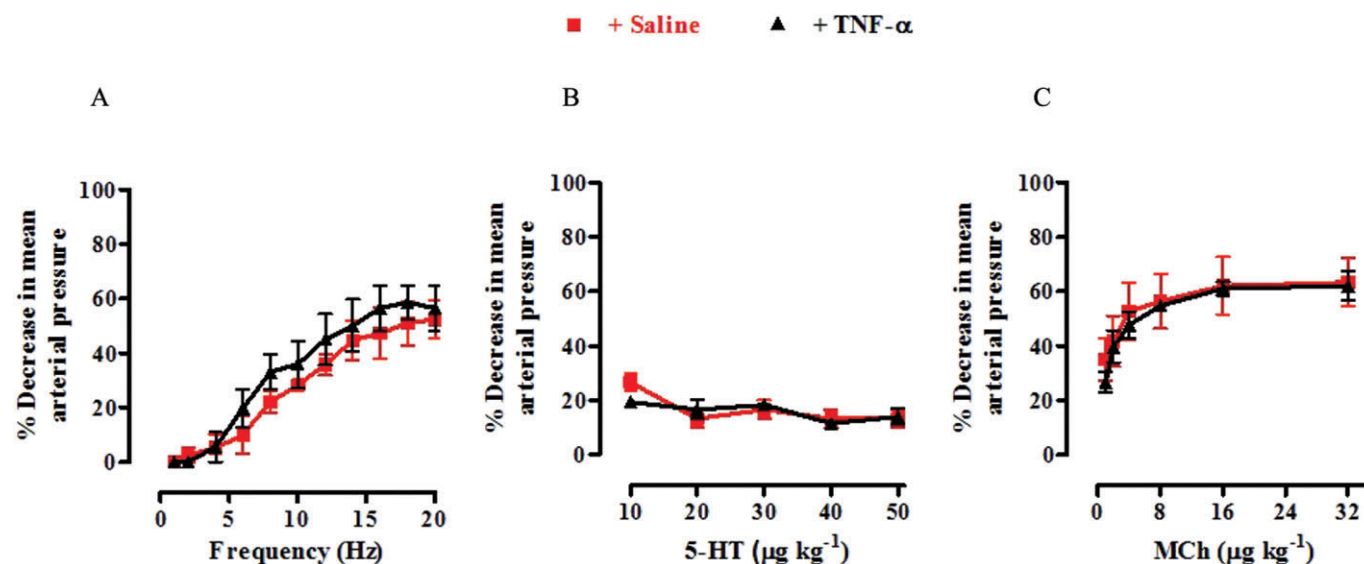 + Saline + TNF-α
A B C
% Decrease in mean
arterial pressure
100
80
60
40
20
0
0 5 10 15 20
Frequency (Hz)
% Decrease in mean
arterial pressure
100
80
60
40
20
0
10 20 30 40 50
5-HT (µg kg⁻¹)
% Decrease in mean
arterial pressure
100
80
60
40
20
0
0 8 16 24 32
MCh (µg kg⁻¹)